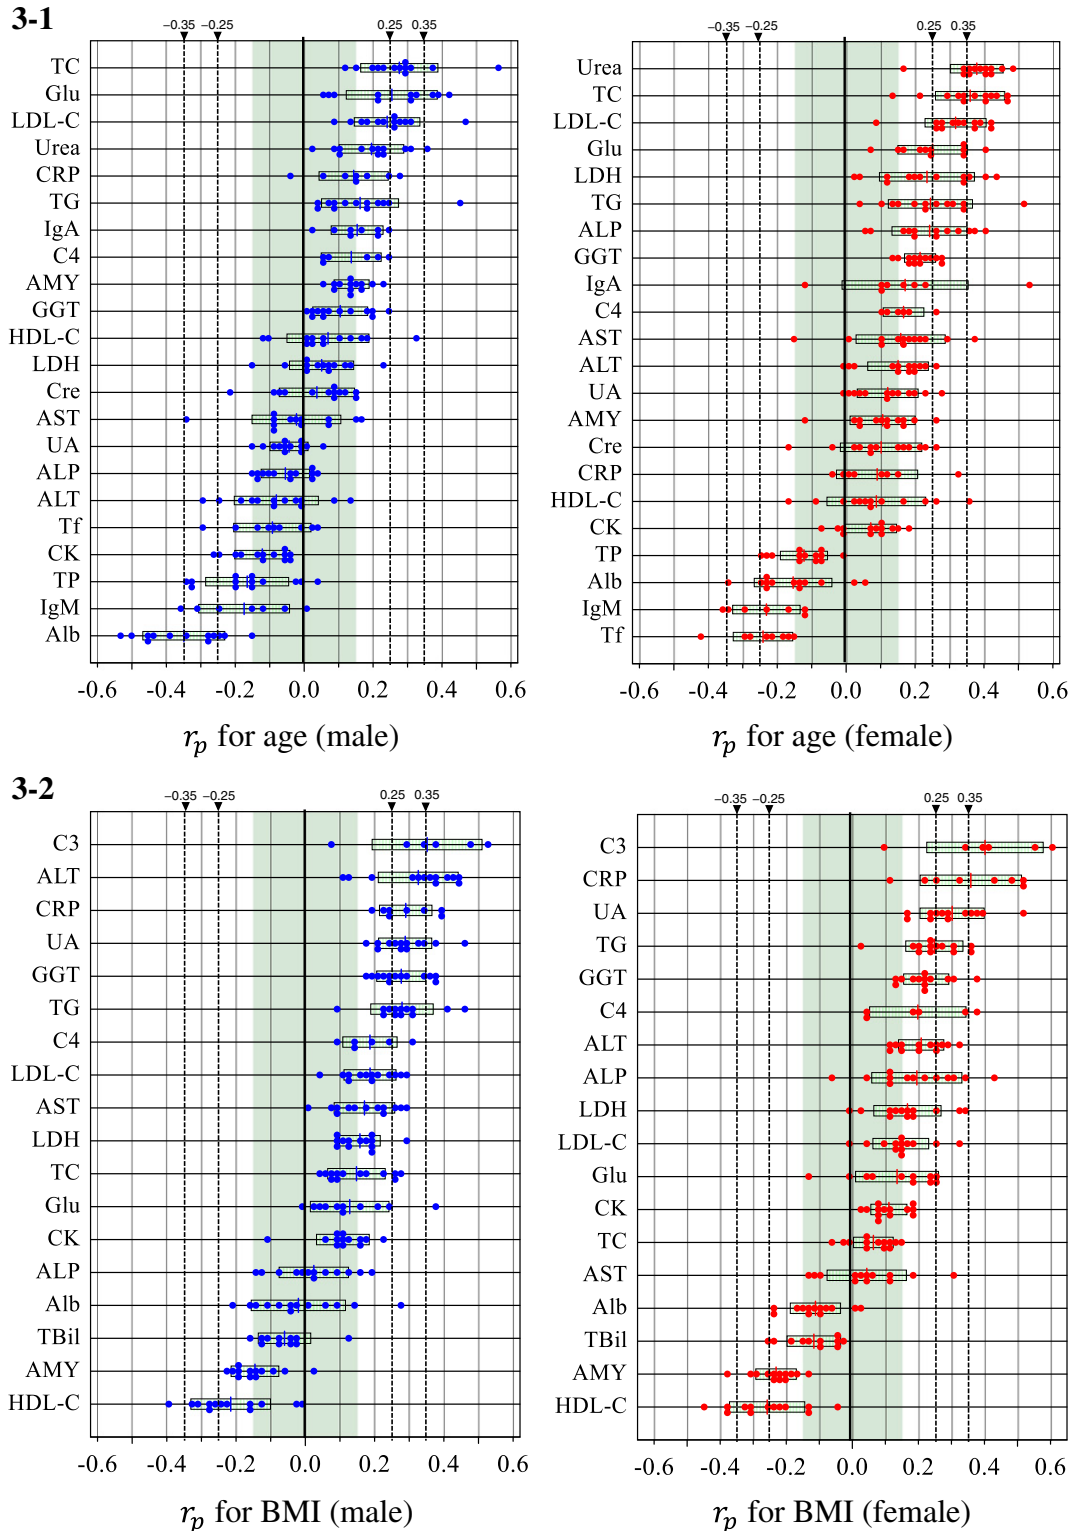 3-1
−0.35 −0.25 0.25 0.35
TC
Glu
LDL-C
Urea
CRP
TG
IgA
C4
AMY
GGT
HDL-C
LDH
Cre
AST
UA
ALP
ALT
Tf
CK
TP
IgM
Alb
-0.6 -0.4 -0.2 0.0 0.2 0.4 0.6
rₚ for age (male)
−0.35 −0.25 0.25 0.35
Urea
TC
LDL-C
Glu
LDH
TG
ALP
GGT
IgA
C4
AST
ALT
UA
AMY
Cre
CRP
HDL-C
CK
TP
Alb
IgM
Tf
-0.6 -0.4 -0.2 0.0 0.2 0.4 0.6
rₚ for age (female)
3-2
−0.35 −0.25 0.25 0.35
C3
ALT
CRP
UA
GGT
TG
C4
LDL-C
AST
LDH
TC
Glu
CK
ALP
Alb
TBil
AMY
HDL-C
-0.6 -0.4 -0.2 0.0 0.2 0.4 0.6
rₚ for BMI (male)
−0.35 −0.25 0.25 0.35
C3
CRP
UA
TG
GGT
C4
ALT
ALP
LDH
LDL-C
Glu
CK
TC
AST
Alb
TBil
AMY
HDL-C
-0.6 -0.4 -0.2 0.0 0.2 0.4 0.6
rₚ for BMI (female)